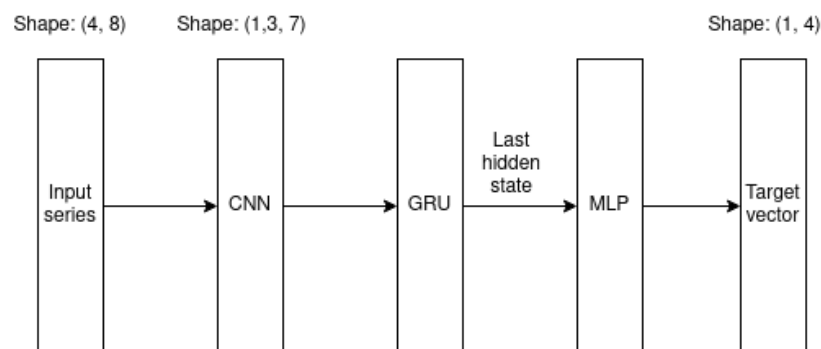 Shape: (4, 8)
Shape: (1,3, 7)
Shape: (1, 4)
Input
series
CNN
GRU
Last
hidden
state
MLP
Target
vector